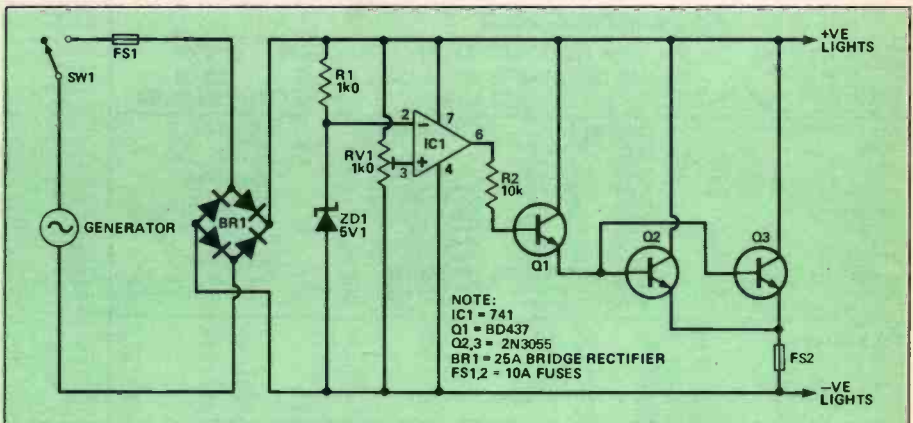 SW1
FS1
+VE
LIGHTS
R1
1k0
2
7
IC1
6
RV1
1k0
3
4
R2
10k
BR1
GENERATOR
ZD1
5V1
Q1
Q2
Q3
NOTE:
IC1 = 741
Q1 = BD437
Q2,3 = 2N3055
BR1 = 25A BRIDGE RECTIFIER
FS1,2 = 10A FUSES
FS2
–VE
LIGHTS